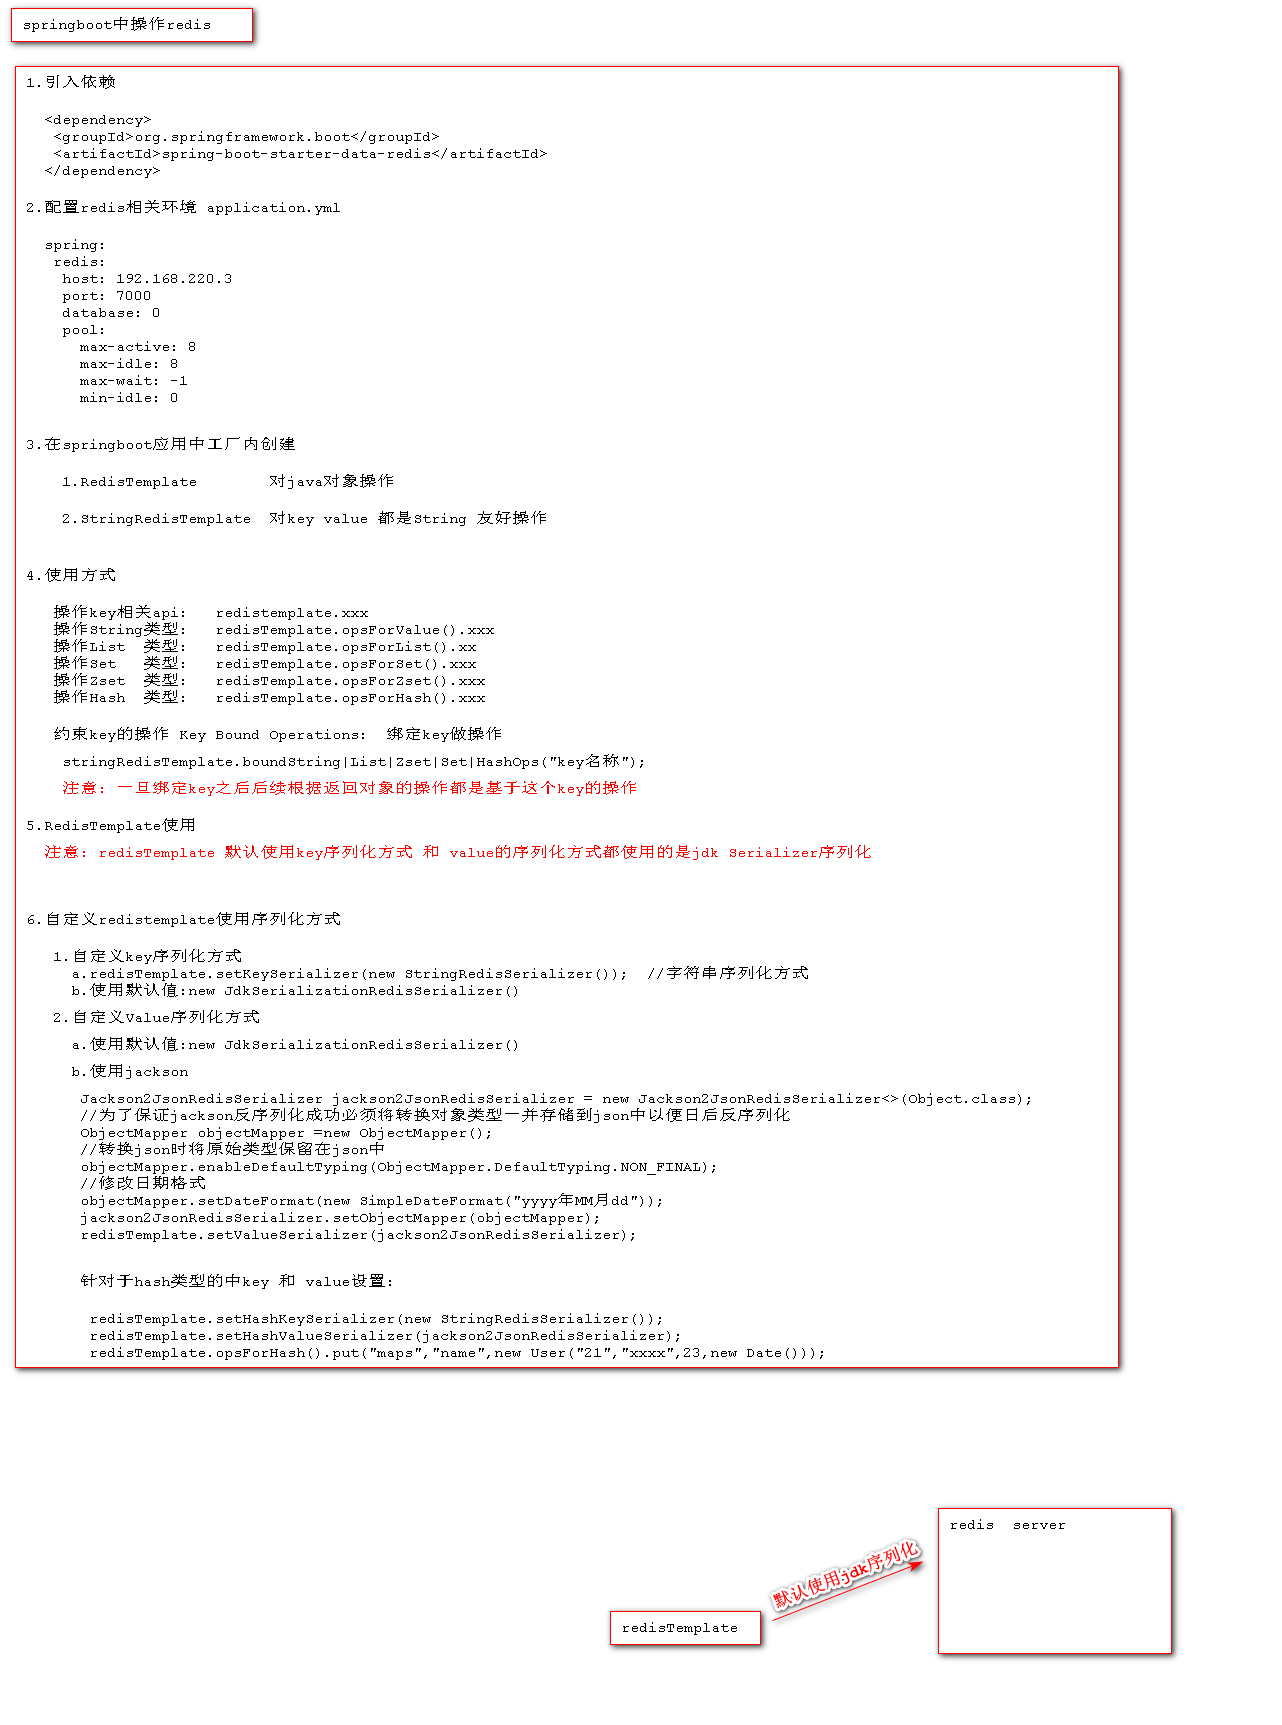 springboot中操作redis
1.引入依赖
<dependency>
<groupId>org.springframework.boot</groupId>
<artifactId>spring-boot-starter-data-redis</artifactId>
</dependency>
2.配置redis相关环境 application.yml
spring:
redis:
host: 192.168.220.3
port: 7000
database: 0
pool:
max-active: 8
max-idle: 8
max-wait: -1
min-idle: 0
3.在springboot应用中工厂内创建
1.RedisTemplate 对java对象操作
2.StringRedisTemplate 对key value 都是String 友好操作
4.使用方式
操作key相关api: redistemplate.xxx
操作String类型: redisTemplate.opsForValue().xxx
操作List 类型: redisTemplate.opsForList().xx
操作Set 类型: redisTemplate.opsForSet().xxx
操作Zset 类型: redisTemplate.opsForZset().xxx
操作Hash 类型: redisTemplate.opsForHash().xxx
约束key的操作 Key Bound Operations: 绑定key做操作
stringRedisTemplate.boundString|List|Zset|Set|HashOps("key名称");
注意: 一旦绑定key之后后续根据返回对象的操作都是基于这个key的操作
5.RedisTemplate使用
注意: redisTemplate 默认使用key序列化方式 和 value的序列化方式都使用的是jdk Serializer序列化
6.自定义redistemplate使用序列化方式
1.自定义key序列化方式
a.redisTemplate.setKeySerializer(new StringRedisSerializer()); //字符串序列化方式
b.使用默认值:new JdkSerializationRedisSerializer()
2.自定义Value序列化方式
a.使用默认值:new JdkSerializationRedisSerializer()
b.使用jackson
Jackson2JsonRedisSerializer jackson2JsonRedisSerializer = new Jackson2JsonRedisSerializer<>(Object.class);
//为了保证jackson反序列化成功必须将转换对象类型一并存储到json中以便日后反序列化
ObjectMapper objectMapper =new ObjectMapper();
//转换json时将原始类型保留在json中
objectMapper.enableDefaultTyping(ObjectMapper.DefaultTyping.NON_FINAL);
//修改日期格式
objectMapper.setDateFormat(new SimpleDateFormat("yyyy年MM月dd"));
jackson2JsonRedisSerializer.setObjectMapper(objectMapper);
redisTemplate.setValueSerializer(jackson2JsonRedisSerializer);
针对于hash类型的中key 和 value设置:
redisTemplate.setHashKeySerializer(new StringRedisSerializer());
redisTemplate.setHashValueSerializer(jackson2JsonRedisSerializer);
redisTemplate.opsForHash().put("maps","name",new User("21","xxxx",23,new Date()));
redis server
默认使用jdk序列化
redisTemplate